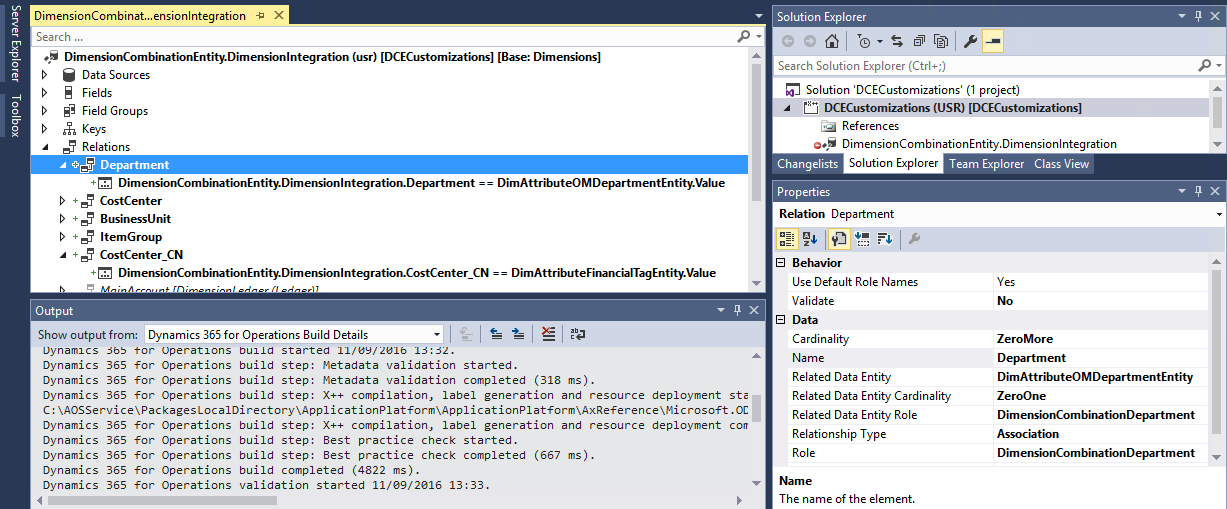 Server Explorer
Toolbox
DimensionCombinat...ensionIntegration
Search ...
DimensionCombinationEntity.DimensionIntegration (usr) [DCECustomizations] [Base: Dimensions]
Data Sources
Fields
Field Groups
Keys
Relations
Department
DimensionCombinationEntity.DimensionIntegration.Department == DimAttributeOMDepartmentEntity.Value
CostCenter
BusinessUnit
ItemGroup
CostCenter_CN
DimensionCombinationEntity.DimensionIntegration.CostCenter_CN == DimAttributeFinancialTagEntity.Value
MainAccount [DimensionLedger (Ledger)]
Output
Show output from: Dynamics 365 for Operations Build Details
Dynamics 365 for Operations build started 11/09/2016 13:32.
Dynamics 365 for Operations build step: Metadata validation started.
Dynamics 365 for Operations build step: Metadata validation completed (318 ms).
Dynamics 365 for Operations build step: X++ compilation, label generation and resource deployment sta
C:\AOSService\PackagesLocalDirectory\ApplicationPlatform\ApplicationPlatform\AxReference\Microsoft.OD
Dynamics 365 for Operations build step: X++ compilation, label generation and resource deployment com
Dynamics 365 for Operations build step: Best practice check started.
Dynamics 365 for Operations build step: Best practice check completed (667 ms).
Dynamics 365 for Operations build completed (4822 ms).
Dynamics 365 for Operations validation started 11/09/2016 13:33.
Solution Explorer
Search Solution Explorer (Ctrl+;)
Solution 'DCECustomizations' (1 project)
DCECustomizations (USR) [DCECustomizations]
References
DimensionCombinationEntity.DimensionIntegration
Changelists Solution Explorer Team Explorer Class View
Properties
Relation Department
Behavior
Use Default Role Names Yes
Validate No
Data
Cardinality ZeroMore
Name Department
Related Data Entity DimAttributeOMDepartmentEntity
Related Data Entity Cardinality ZeroOne
Related Data Entity Role DimensionCombinationDepartment
Relationship Type Association
Role DimensionCombinationDepartment
Name
The name of the element.